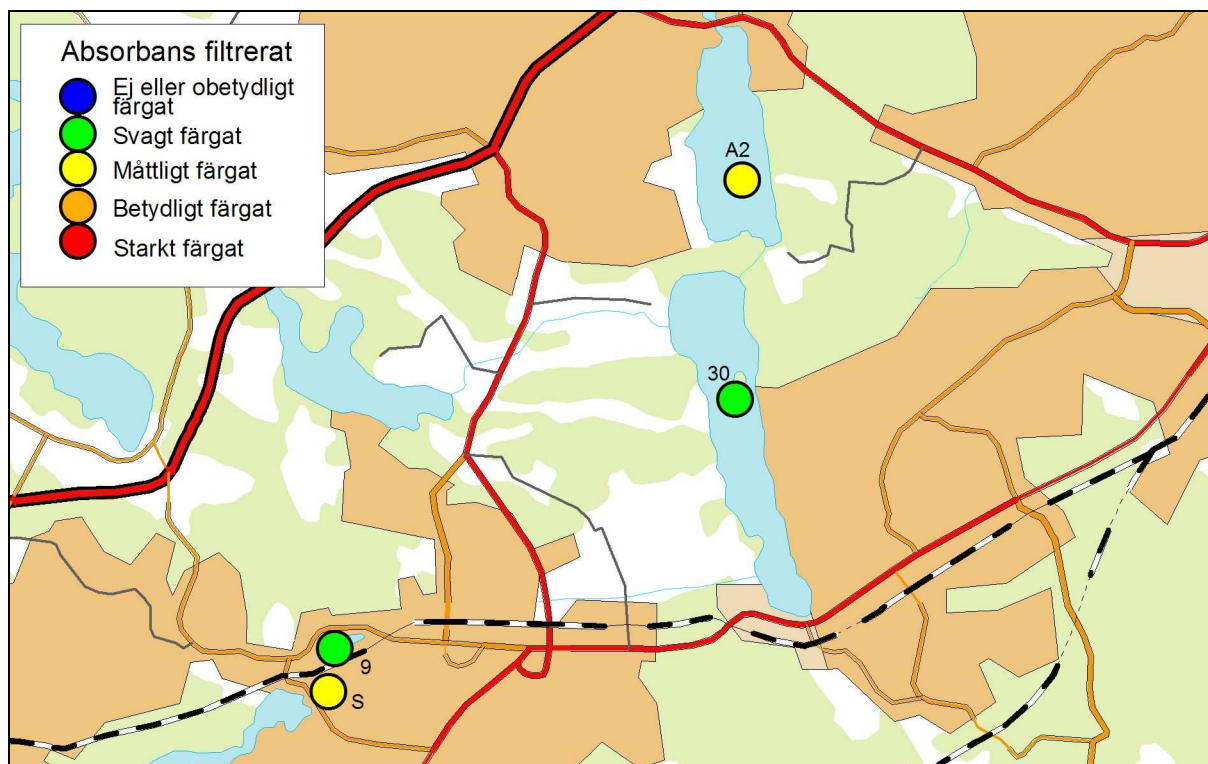 Absorbans filtrerat
Ej eller obetydligt
färgat
Svagt färgat
Måttligt färgat
Betydligt färgat
Starkt färgat
A2
30
9
S